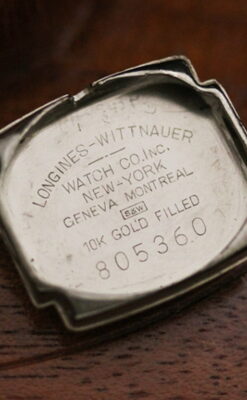 LONGINES-WITTNAUER
WATCH CO. INC.
NEW-YORK
GENEVA MONTREAL
S&W
10K GOLD FILLED
805360